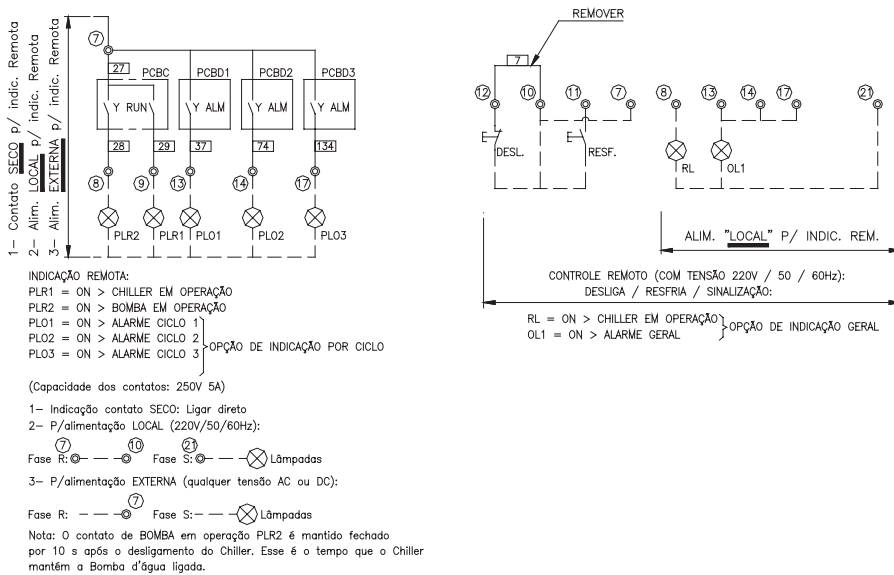 1- Contato SECO p/ indic. Remota
2- Alim. LOCAL p/ indic. Remota
3- Alim. EXTERNA p/ indic. Remota
7
27
PCBC
PCBD1
PCBD2
PCBD3
Y RUN
Y ALM
Y ALM
Y ALM
28
29
37
74
134
8
9
13
14
17
PLR2
PLR1
PLO1
PLO2
PLO3
INDICAÇÃO REMOTA:
PLR1 = ON > CHILLER EM OPERAÇÃO
PLR2 = ON > BOMBA EM OPERAÇÃO
PLO1 = ON > ALARME CICLO 1
PLO2 = ON > ALARME CICLO 2
PLO3 = ON > ALARME CICLO 3
OPÇÃO DE INDICAÇÃO POR CICLO
(Capacidade dos contatos: 250V 5A)
1- Indicação contato SECO: Ligar direto
2- P/alimentação LOCAL (220V/50/60Hz):
7
10
21
Fase R:
Fase S:
Lâmpadas
3- P/alimentação EXTERNA (qualquer tensão AC ou DC):
7
Fase R:
Fase S:
Lâmpadas
Nota: O contato de BOMBA em operação PLR2 é mantido fechado
por 10 s após o desligamento do Chiller. Esse é o tempo que o Chiller
mantém a Bomba d'água ligada.
REMOVER
7
12
10
11
7
8
13
14
17
21
DESL.
RESF.
RL
OL1
ALIM. "LOCAL" P/ INDIC. REM.
CONTROLE REMOTO (COM TENSÃO 220V / 50 / 60Hz):
DESLIGA / RESFRIA / SINALIZAÇÃO:
RL = ON > CHILLER EM OPERAÇÃO
OL1 = ON > ALARME GERAL
OPÇÃO DE INDICAÇÃO GERAL